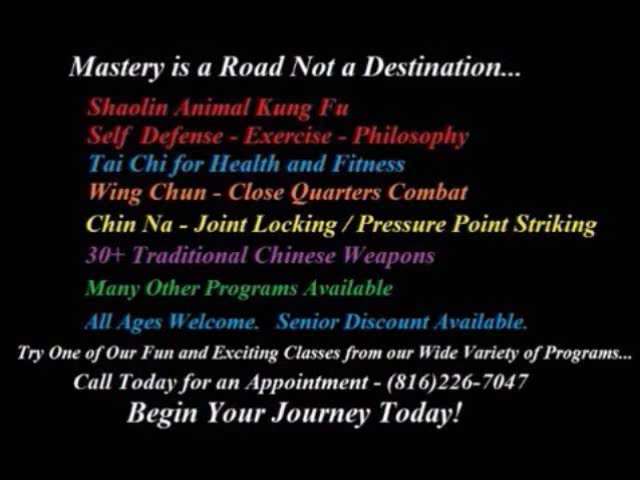 Mastery is a Road Not a Destination...
Shaolin Animal Kung Fu
Self Defense - Exercise - Philosophy
Tai Chi for Health and Fitness
Wing Chun - Close Quarters Combat
Chin Na - Joint Locking / Pressure Point Striking
30+ Traditional Chinese Weapons
Many Other Programs Available
All Ages Welcome. Senior Discount Available.
Try One of Our Fun and Exciting Classes from our Wide Variety of Programs...
Call Today for an Appointment - (816)226-7047
Begin Your Journey Today!